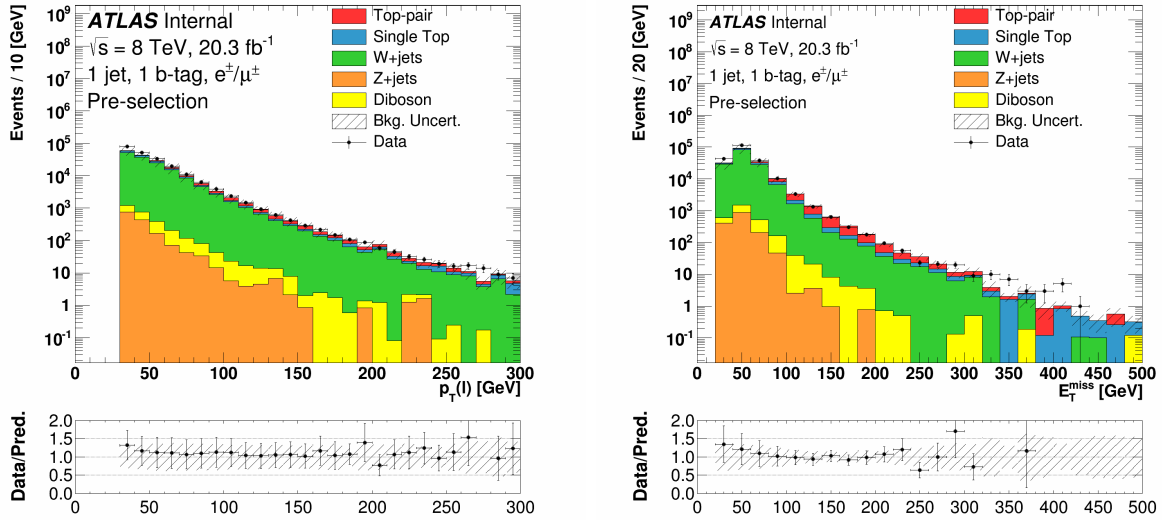 ATLAS Internal
√s = 8 TeV, 20.3 fb⁻¹
1 jet, 1 b-tag, e±/μ±
Pre-selection
Top-pair
Single Top
W+jets
Z+jets
Diboson
Bkg. Uncert.
Data
Events / 10 [GeV]
10⁹
10⁸
10⁷
10⁶
10⁵
10⁴
10³
10²
10
1
10⁻¹
0 50 100 150 200 250 300
p_T(l) [GeV]
Data/Pred.
2.0
1.5
1.0
0.5
0.0
0 50 100 150 200 250 300
ATLAS Internal
√s = 8 TeV, 20.3 fb⁻¹
1 jet, 1 b-tag, e±/μ±
Pre-selection
Top-pair
Single Top
W+jets
Z+jets
Diboson
Bkg. Uncert.
Data
Events / 20 [GeV]
10⁹
10⁸
10⁷
10⁶
10⁵
10⁴
10³
10²
10
1
10⁻¹
0 50 100 150 200 250 300 350 400 450 500
E_T^miss [GeV]
Data/Pred.
2.0
1.5
1.0
0.5
0.0
0 50 100 150 200 250 300 350 400 450 500